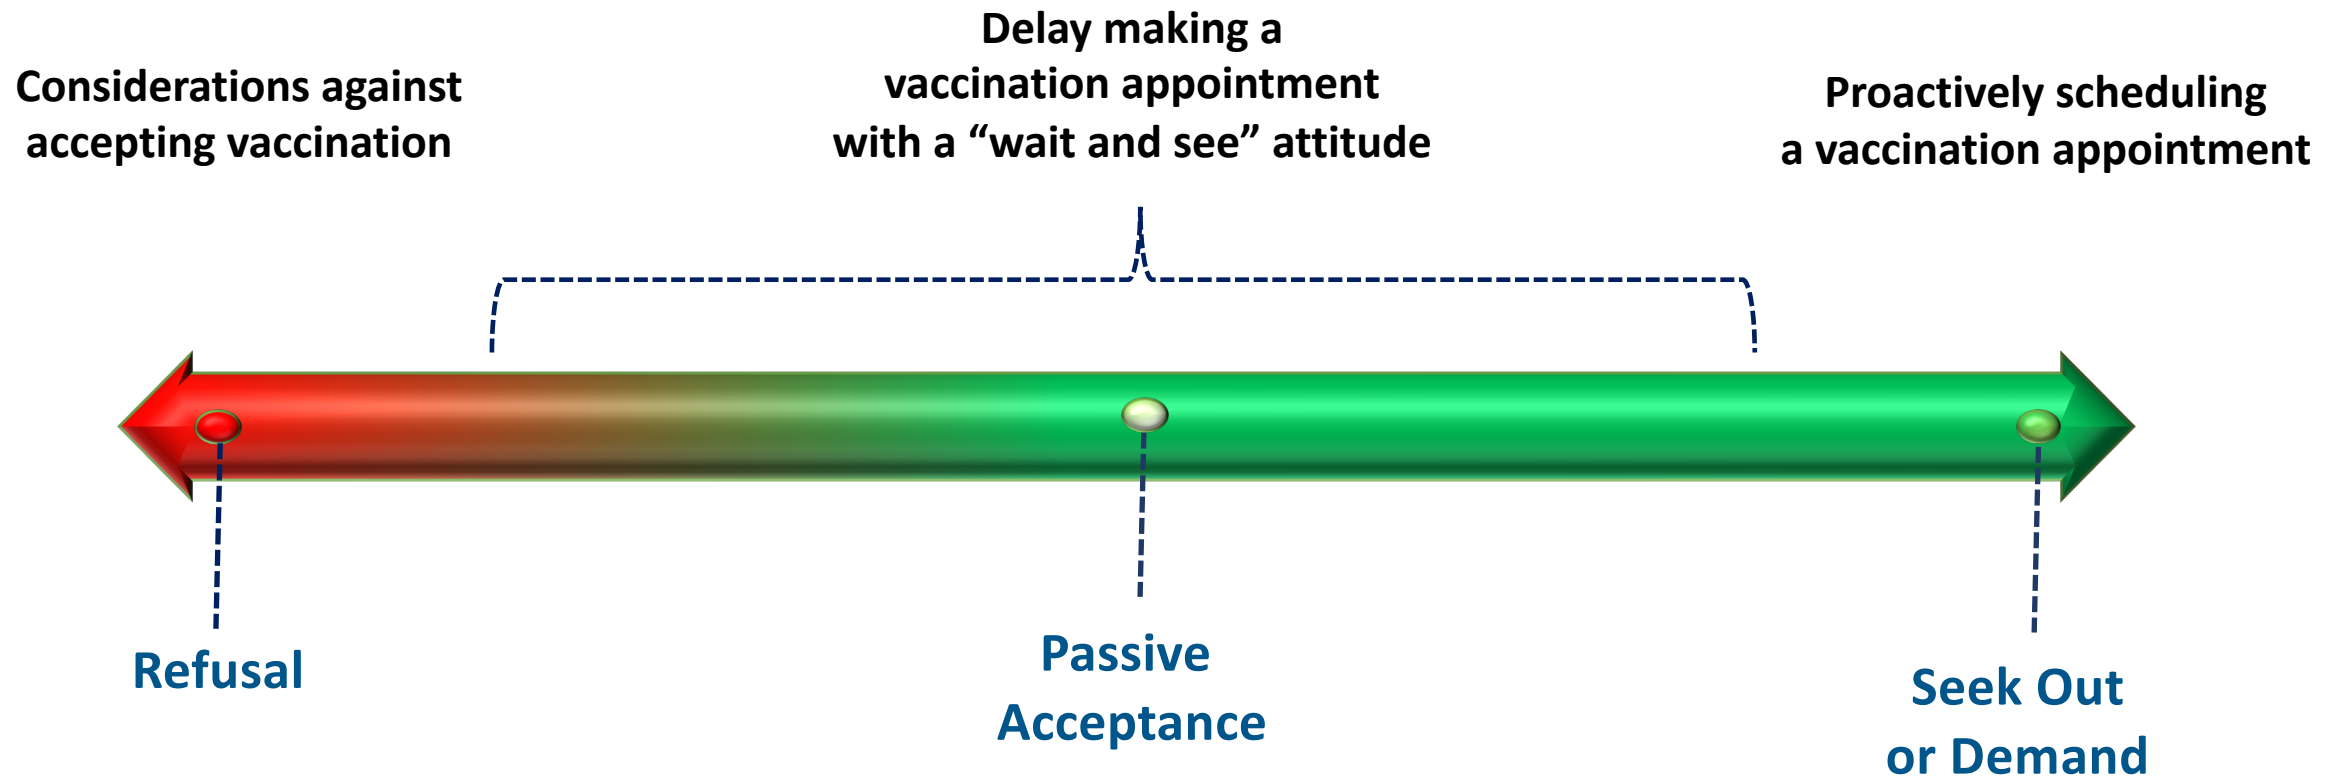 Considerations against
accepting vaccination
Delay making a
vaccination appointment
with a “wait and see” attitude
Proactively scheduling
a vaccination appointment
Refusal
Passive
Acceptance
Seek Out
or Demand